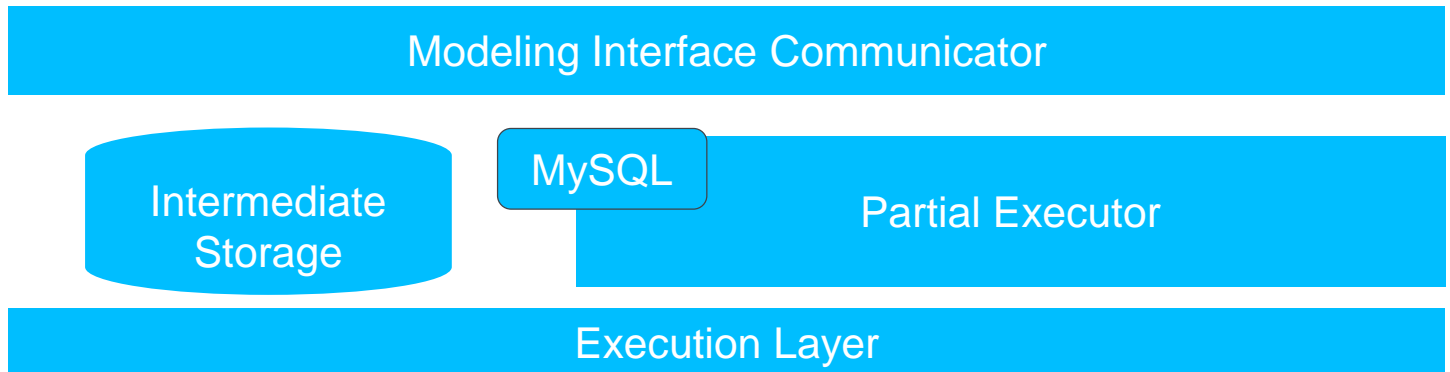 Modeling Interface Communicator
MySQL
Intermediate
Storage
Partial Executor
Execution Layer